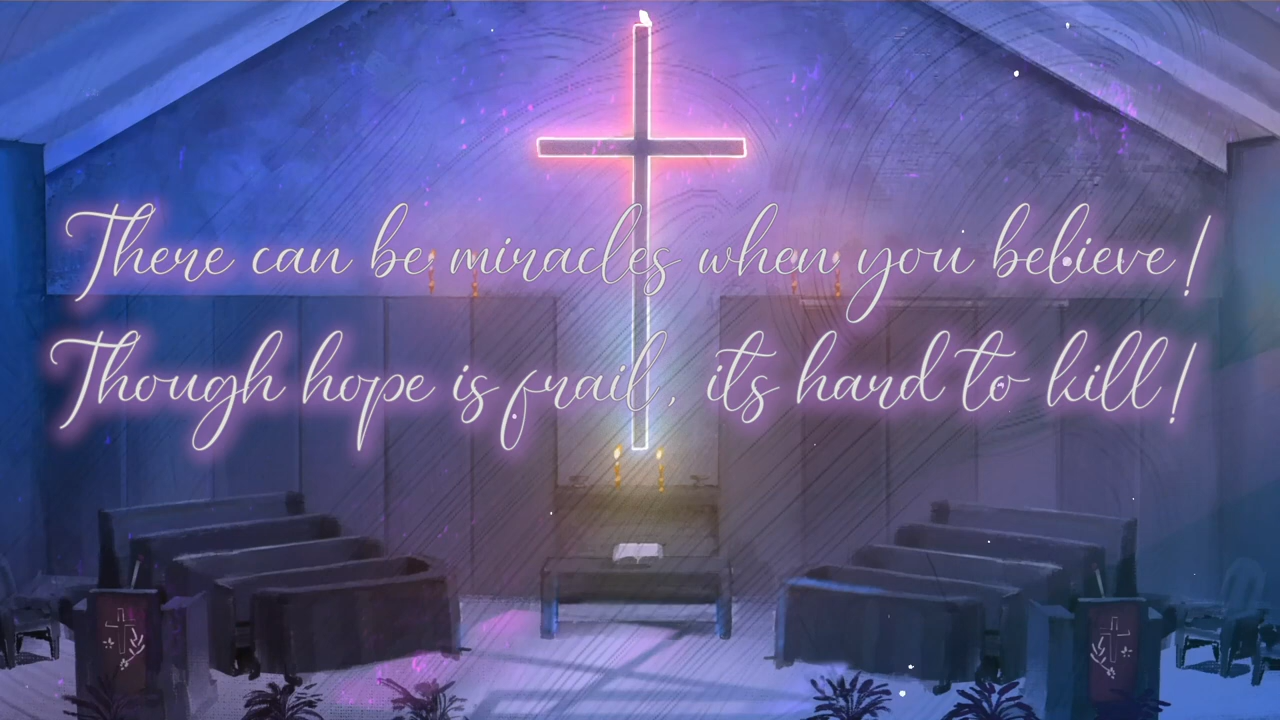 There can be miracles when you believe!
Though hope is frail, its hard to kill!